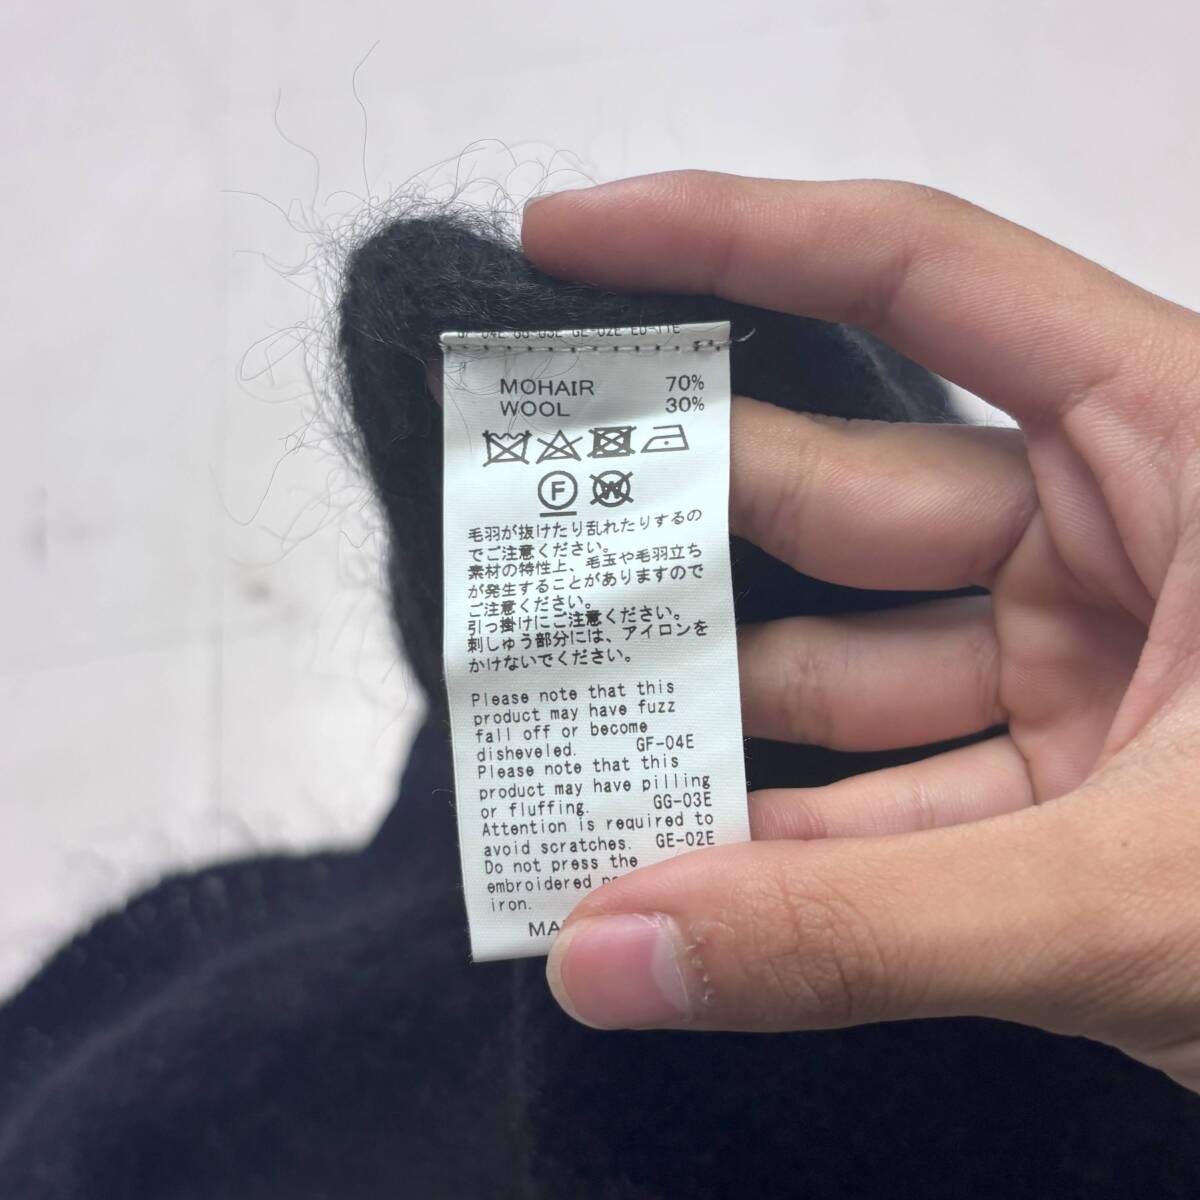 GG-03E GE-02E EU-11E
MOHAIR 70%
WOOL 30%
F W
毛羽が抜けたり乱れたりするの
でご注意ください。
素材の特性上、毛玉や毛羽立ち
が発生することがありますので
ご注意ください。
引っ掛けにご注意ください。
刺しゅう部分には、アイロンを
かけないでください。
Please note that this
product may have fuzz
fall off or become
disheveled. GF-04E
Please note that this
product may have pilling
or fluffing. GG-03E
Attention is required to
avoid scratches. GE-02E
Do not press the
embroidered
iron.